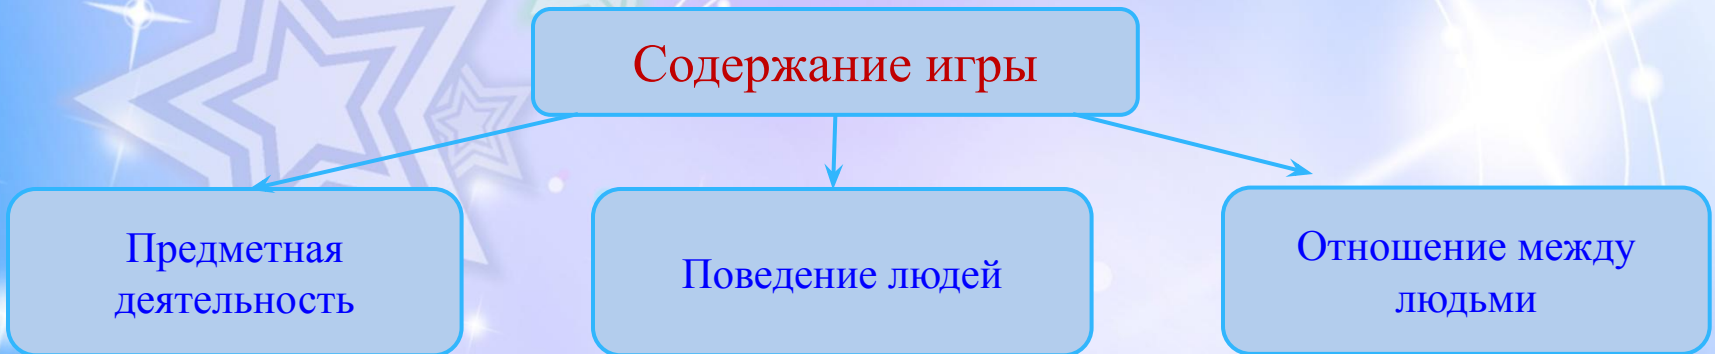 Содержание игры
Предметная
деятельность
Поведение людей
Отношение между
людьми